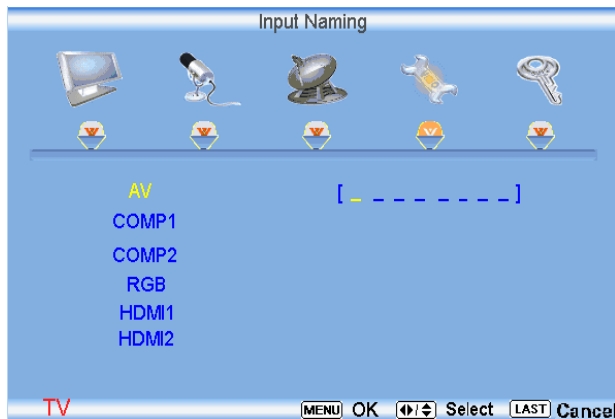 Input Naming
AV [ _ _ _ _ _ _ _ _ ]
COMP1
COMP2
RGB
HDMI1
HDMI2
TV MENU OK Select LAST Cancel